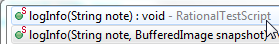 logInfo(String note) : void - RationalTestScript
logInfo(String note, BufferedImage snapshot)